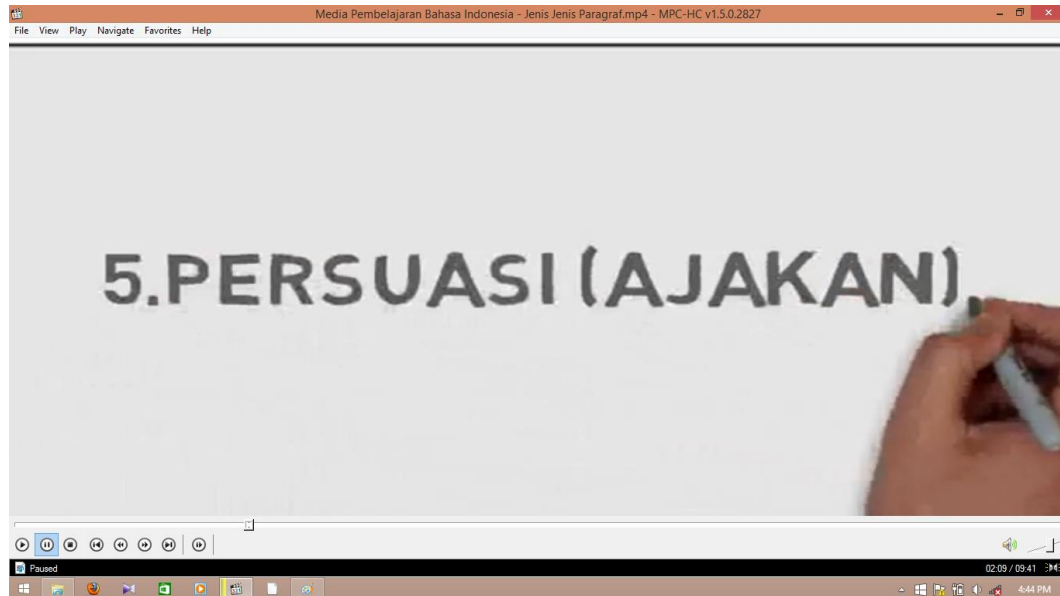 Media Pembelajaran Bahasa Indonesia - Jenis Jenis Paragraf.mp4 - MPC-HC v1.5.0.2827
File View Play Navigate Favorites Help
5.PERSUASI (AJAKAN)
Paused 02:09 / 09:41
4:44 PM